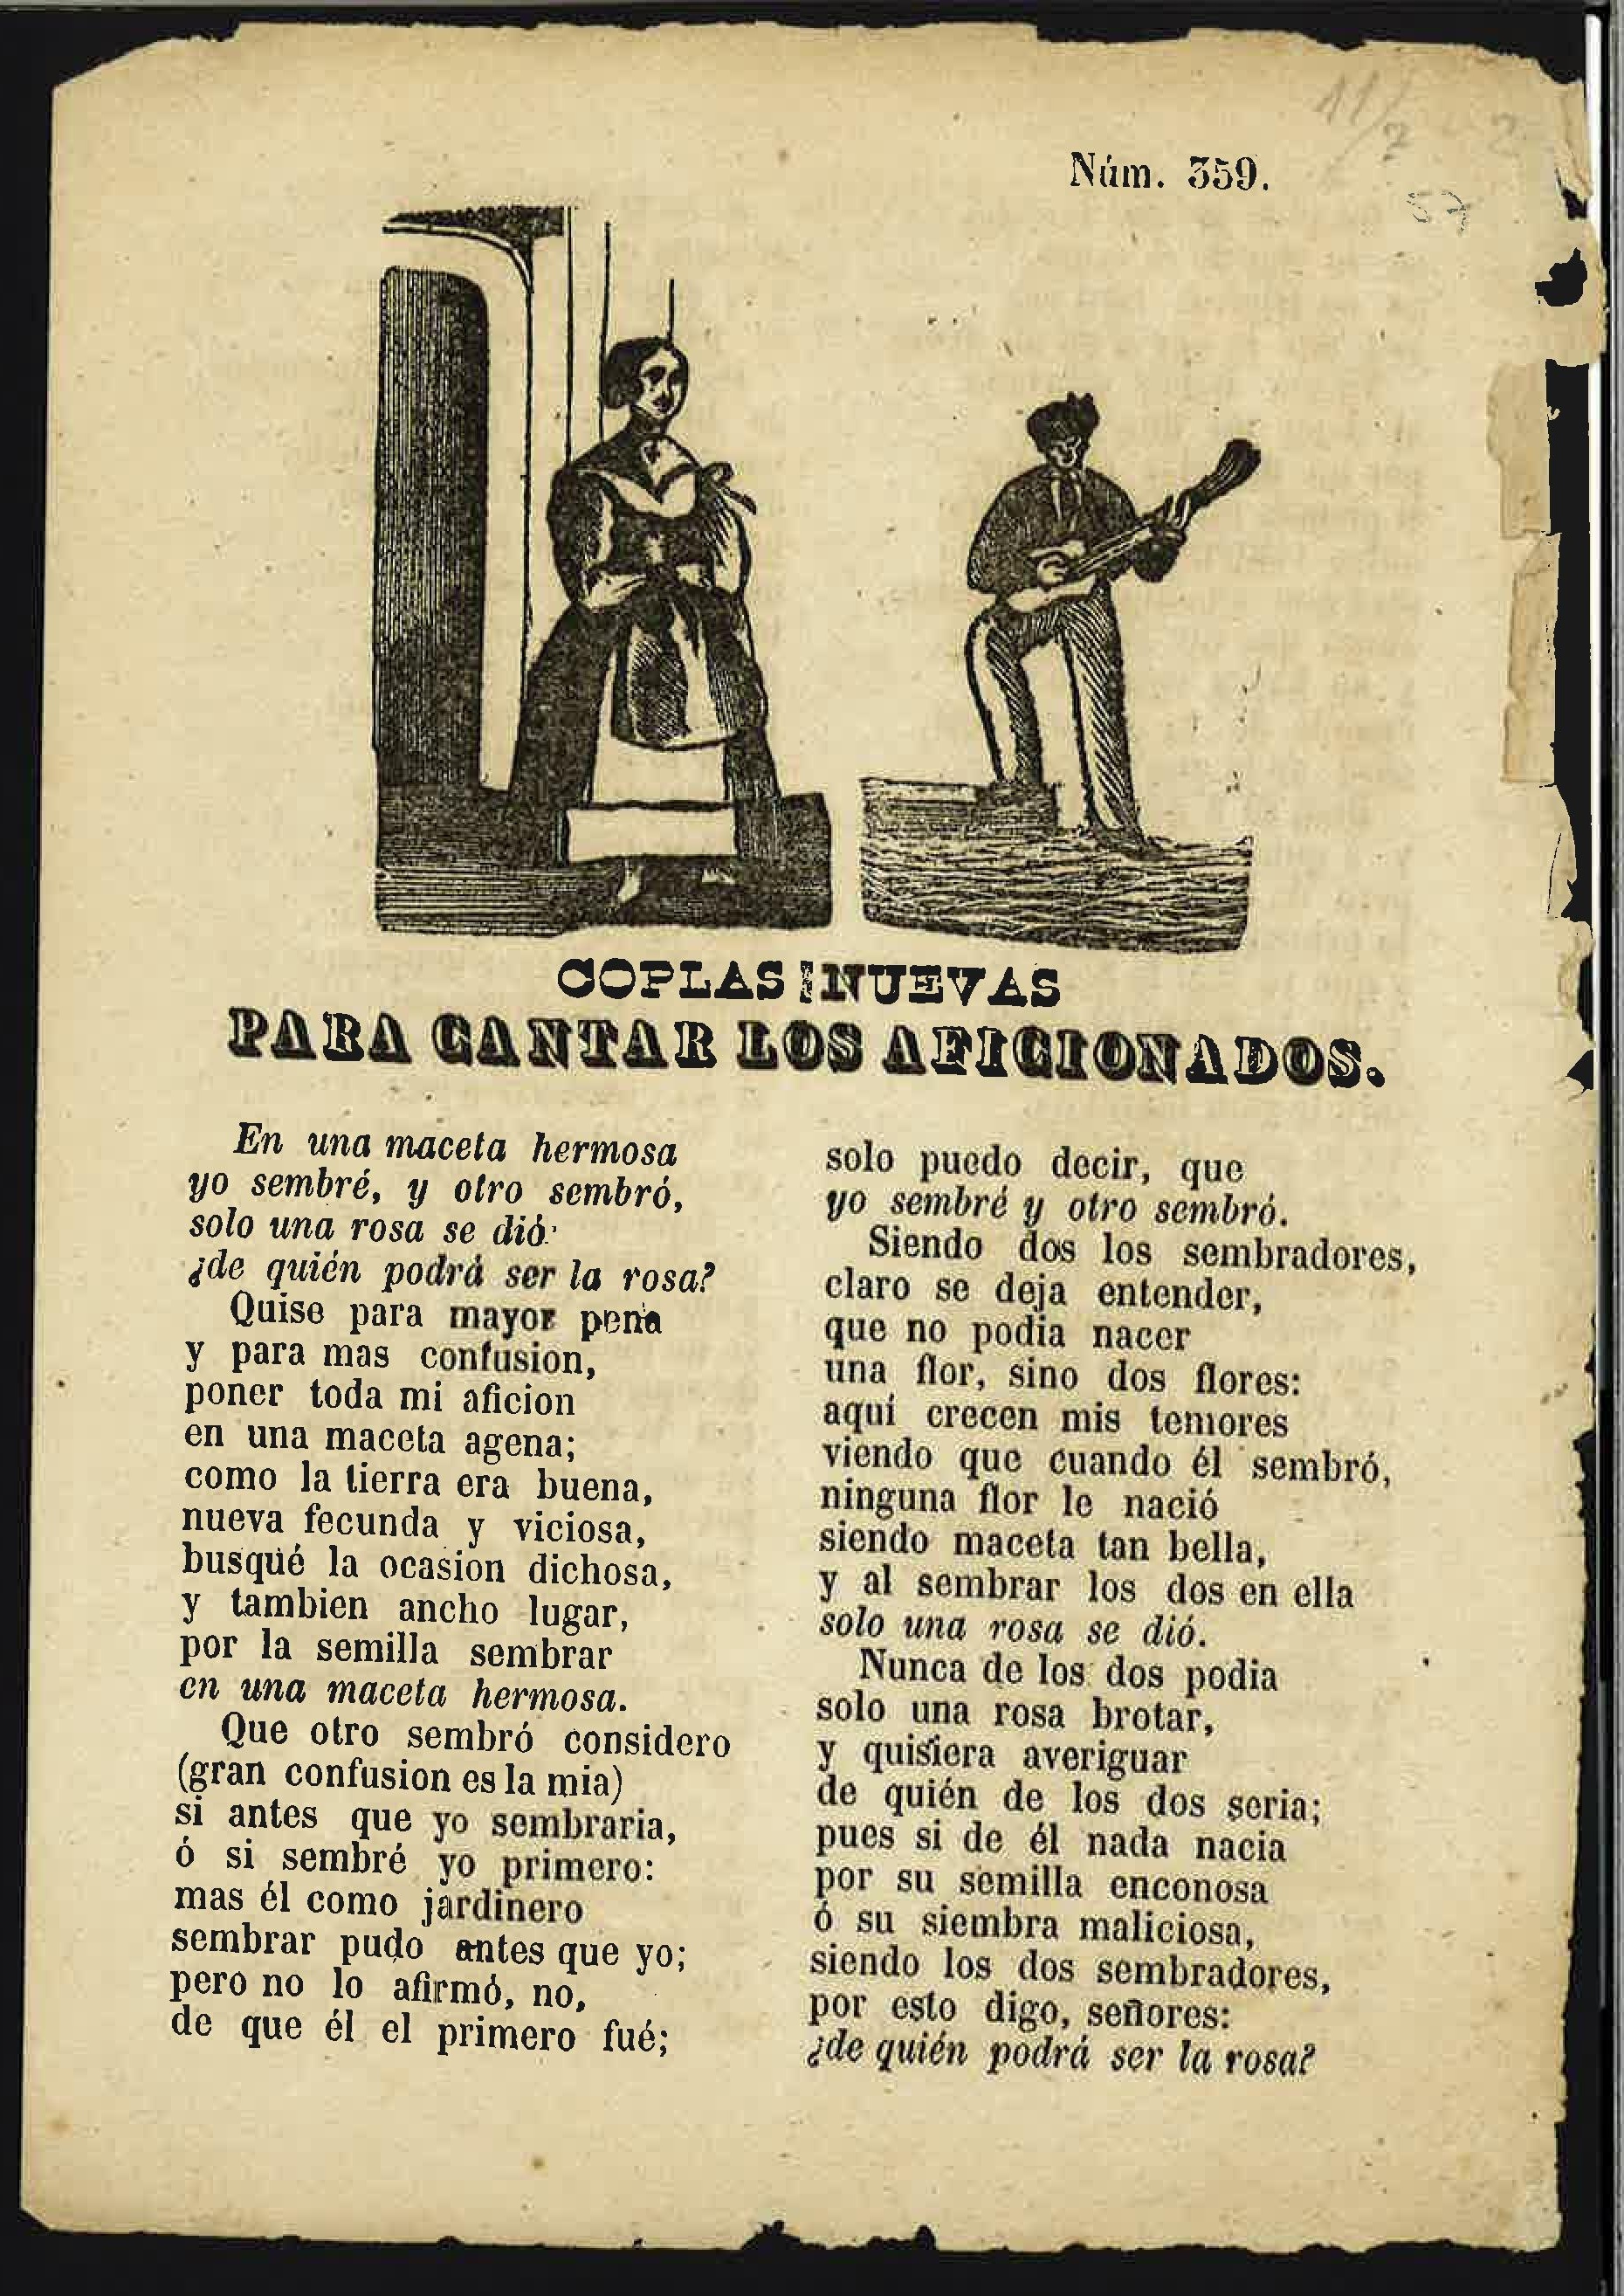 11/2 2
Núm. 359.
57
COPLAS NUEVAS
PARA CANTAR LOS AFICIONADOS.
En una maceta hermosa
yo sembré, y otro sembró,
solo una rosa se dió:
¿de quién podrá ser la rosa?
Quise para mayor pena
y para mas confusion,
poner toda mi aficion
en una maceta agena;
como la tierra era buena,
nueva fecunda y viciosa,
busqué la ocasion dichosa,
y tambien ancho lugar,
por la semilla sembrar
en una maceta hermosa.
Que otro sembró considero
(gran confusion es la mia)
si antes que yo sembraria,
ó si sembré yo primero:
mas él como jardinero
sembrar pudo antes que yo;
pero no lo afirmó, no,
de que él el primero fué;
solo puedo decir, que
yo sembré y otro sembró.
Siendo dos los sembradores,
claro se deja entender,
que no podia nacer
una flor, sino dos flores:
aquí crecen mis temores
viendo que cuando él sembró,
ninguna flor le nació
siendo maceta tan bella,
y al sembrar los dos en ella
solo una rosa se dió.
Nunca de los dos podia
solo una rosa brotar,
y quisiera averiguar
de quién de los dos seria;
pues si de él nada nacia
por su semilla enconosa
ó su siembra maliciosa,
siendo los dos sembradores,
por esto digo, señores:
¿de quién podrá ser la rosa?